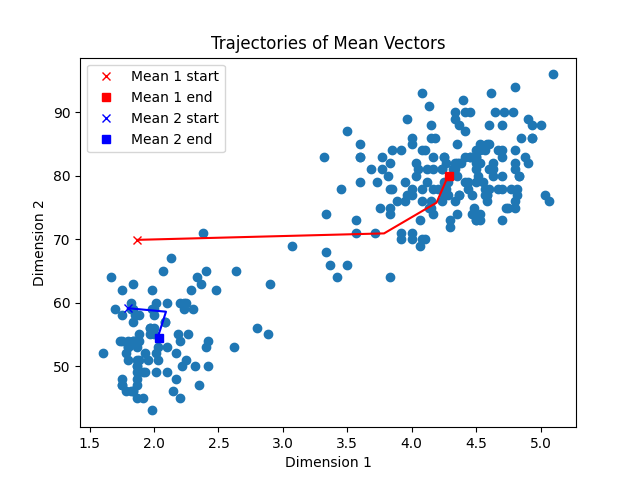 Trajectories of Mean Vectors
Mean 1 start
Mean 1 end
Mean 2 start
Mean 2 end
90
80
70
60
50
Dimension 2
1.5 2.0 2.5 3.0 3.5 4.0 4.5 5.0
Dimension 1